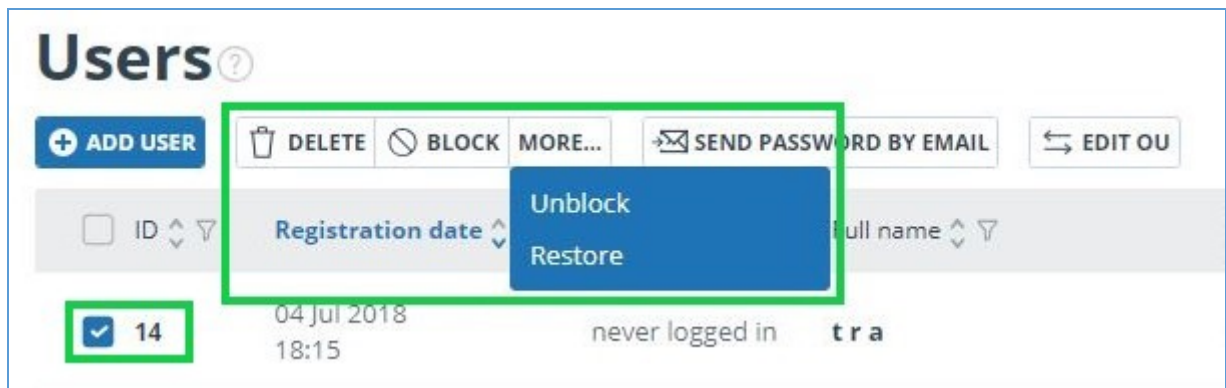 Users ?
ADD USER DELETE BLOCK MORE... SEND PASSWORD BY EMAIL EDIT OU
Unblock
Restore
ID Registration date Full name
14 04 Jul 2018 never logged in t r a
18:15